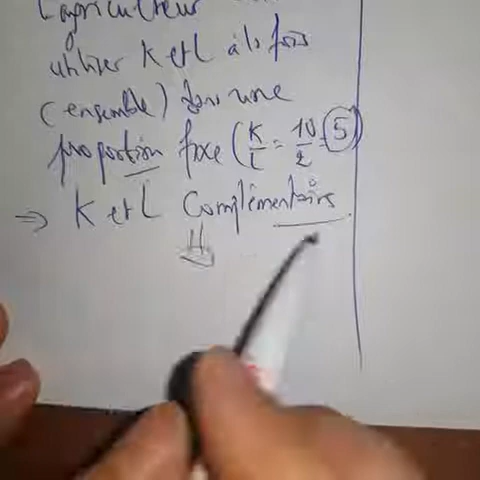 L'agriculteur
utiliser K et L à la fois
(ensemble) dans une
proportion fixe (K/L = 10/2 = 5)
⇒ K et L Complémentaires
⇓